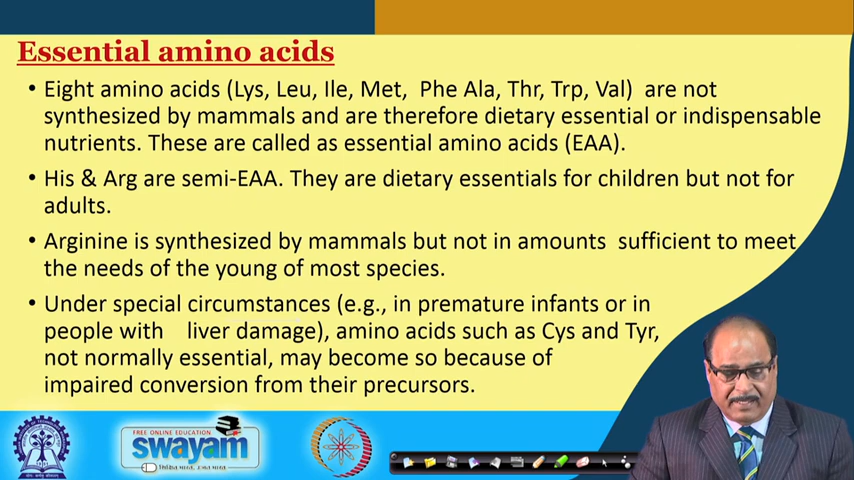 Essential amino acids
• Eight amino acids (Lys, Leu, Ile, Met, Phe Ala, Thr, Trp, Val) are not
synthesized by mammals and are therefore dietary essential or indispensable
nutrients. These are called as essential amino acids (EAA).
• His & Arg are semi-EAA. They are dietary essentials for children but not for
adults.
• Arginine is synthesized by mammals but not in amounts sufficient to meet
the needs of the young of most species.
• Under special circumstances (e.g., in premature infants or in
people with liver damage), amino acids such as Cys and Tyr,
not normally essential, may become so because of
impaired conversion from their precursors.
FREE ONLINE EDUCATION
swayam